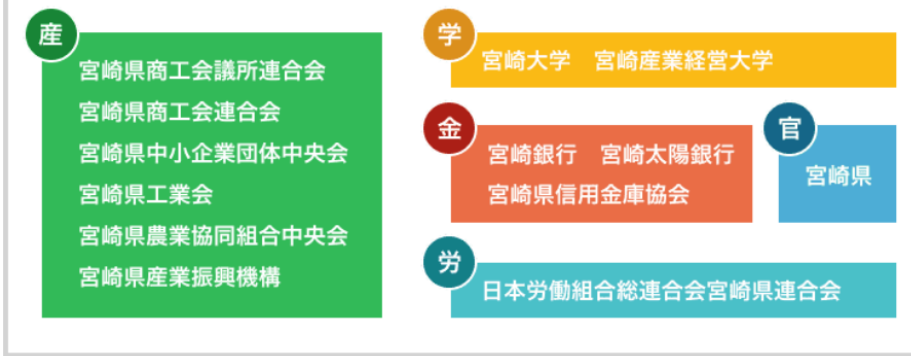 産
宮崎県商工会議所連合会
宮崎県商工会連合会
宮崎県中小企業団体中央会
宮崎県工業会
宮崎県農業協同組合中央会
宮崎県産業振興機構
学
宮崎大学　宮崎産業経営大学
金
宮崎銀行　宮崎太陽銀行
宮崎県信用金庫協会
官
宮崎県
労
日本労働組合総連合会宮崎県連合会